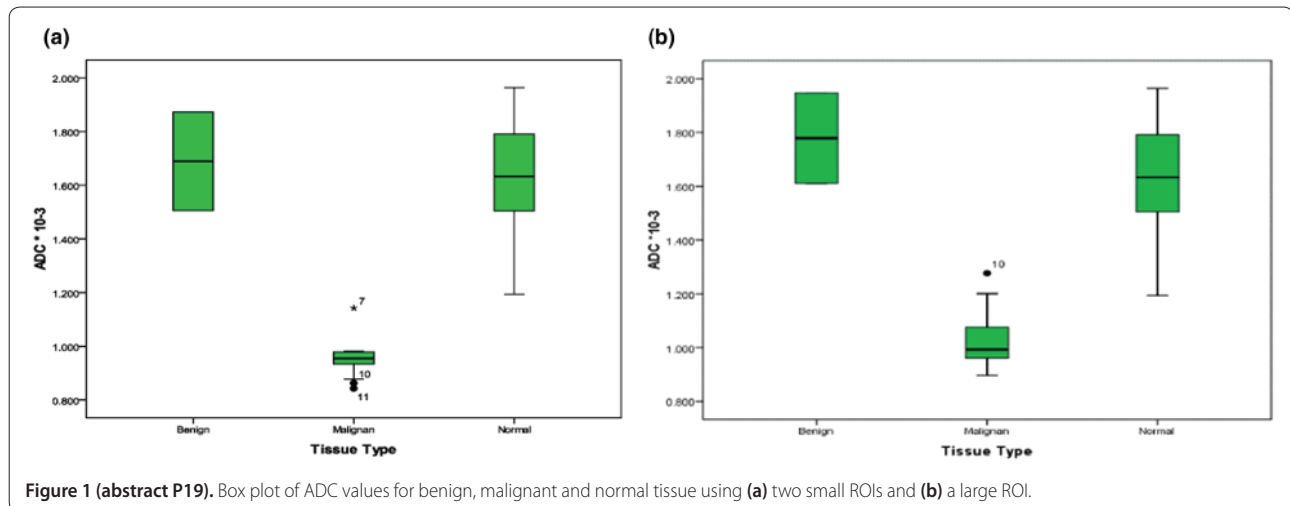 (a)
2.000
1.800
1.600
1.400
1.200
1.000
0.800
ADC * 10-3
7
10
11
Benign Malignan Normal
Tissue Type
(b)
2.000
1.800
1.600
1.400
1.200
1.000
0.800
ADC *10-3
10
Benign Malignan Normal
Tissue Type
Figure 1 (abstract P19). Box plot of ADC values for benign, malignant and normal tissue using (a) two small ROIs and (b) a large ROI.